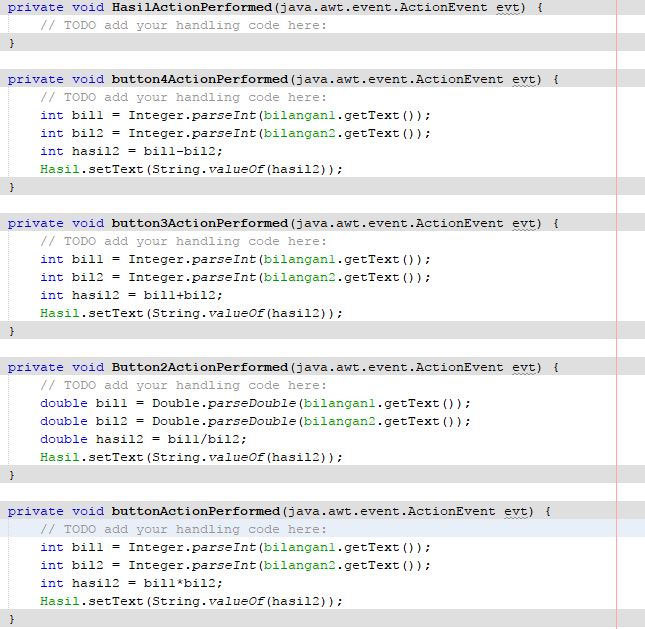 private void HasilActionPerformed(java.awt.event.ActionEvent evt) {
// TODO add your handling code here:
}
private void button4ActionPerformed(java.awt.event.ActionEvent evt) {
// TODO add your handling code here:
int bil1 = Integer.parseInt(bilangan1.getText());
int bil2 = Integer.parseInt(bilangan2.getText());
int hasil2 = bil1-bil2;
Hasil.setText(String.valueOf(hasil2));
}
private void button3ActionPerformed(java.awt.event.ActionEvent evt) {
// TODO add your handling code here:
int bil1 = Integer.parseInt(bilangan1.getText());
int bil2 = Integer.parseInt(bilangan2.getText());
int hasil2 = bil1+bil2;
Hasil.setText(String.valueOf(hasil2));
}
private void Button2ActionPerformed(java.awt.event.ActionEvent evt) {
// TODO add your handling code here:
double bil1 = Double.parseDouble(bilangan1.getText());
double bil2 = Double.parseDouble(bilangan2.getText());
double hasil2 = bil1/bil2;
Hasil.setText(String.valueOf(hasil2));
}
private void buttonActionPerformed(java.awt.event.ActionEvent evt) {
// TODO add your handling code here:
int bil1 = Integer.parseInt(bilangan1.getText());
int bil2 = Integer.parseInt(bilangan2.getText());
int hasil2 = bil1*bil2;
Hasil.setText(String.valueOf(hasil2));
}